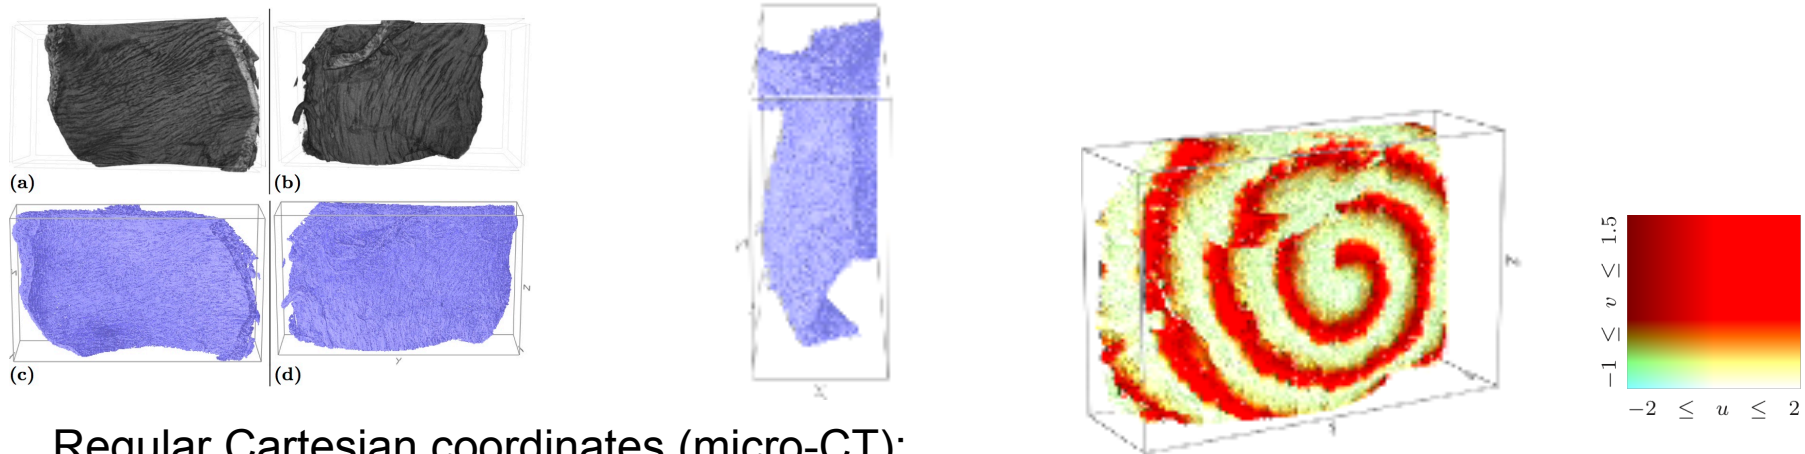 (a)
(b)
(c)
(d)
Y
Z
X
z
Regular Cartesian coordinates (micro-CT):
−1 ≤ v ≤ 1.5
−2 ≤ u ≤ 2